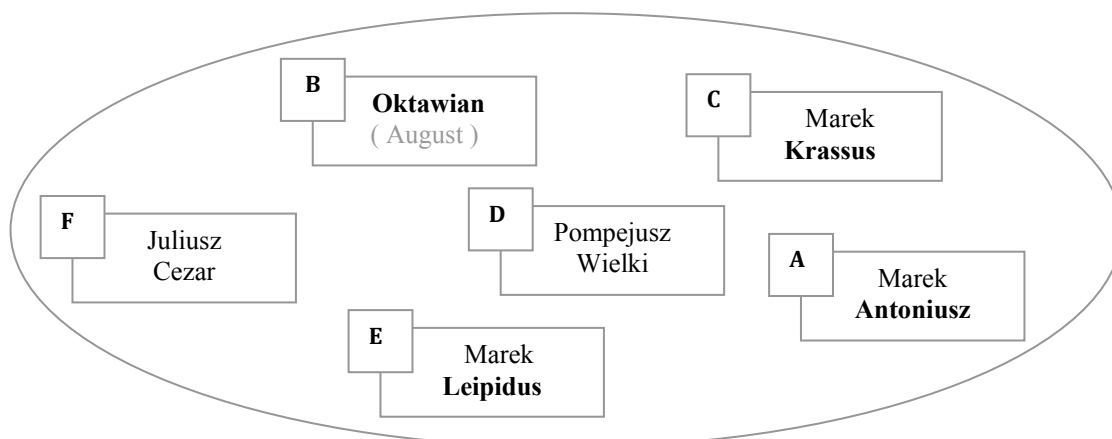 B
Oktawian
( August )
C
Marek
Krassus
F
Juliusz
Cezar
D
Pompejusz
Wielki
A
Marek
Antoniusz
E
Marek
Leipidus